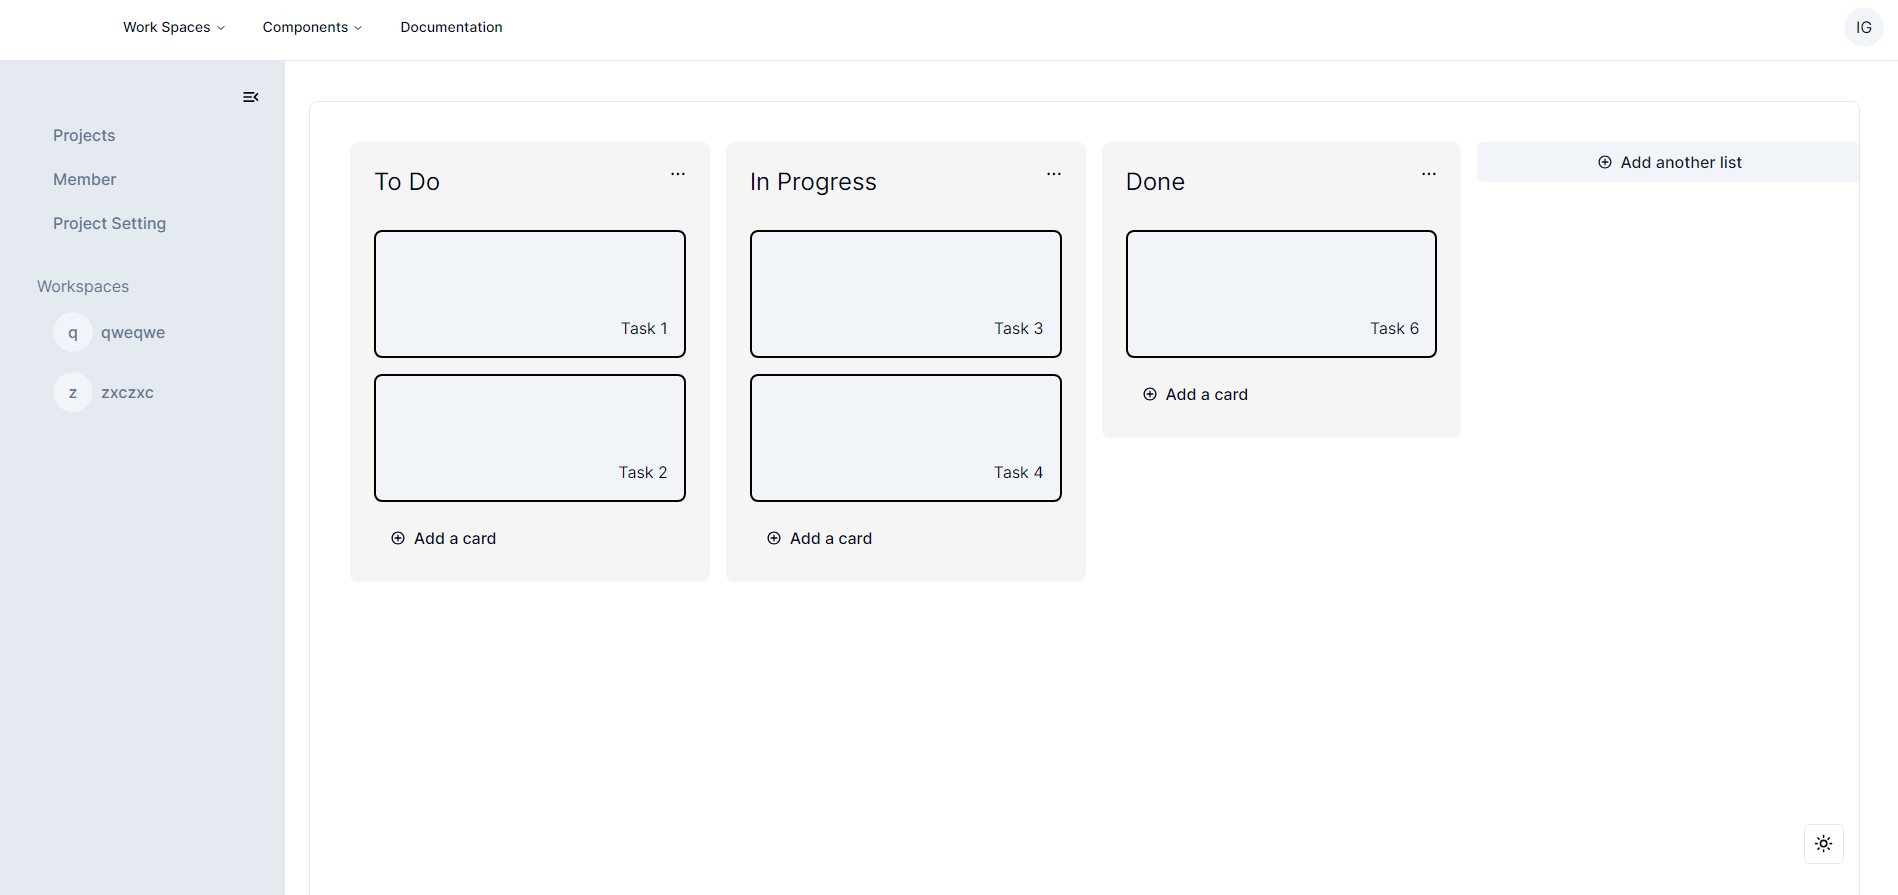 Work Spaces
Components
Documentation
IG
Projects
Member
Project Setting
Workspaces
q qweqwe
z zxczxc
To Do
Task 1
Task 2
Add a card
In Progress
Task 3
Task 4
Add a card
Done
Task 6
Add a card
Add another list